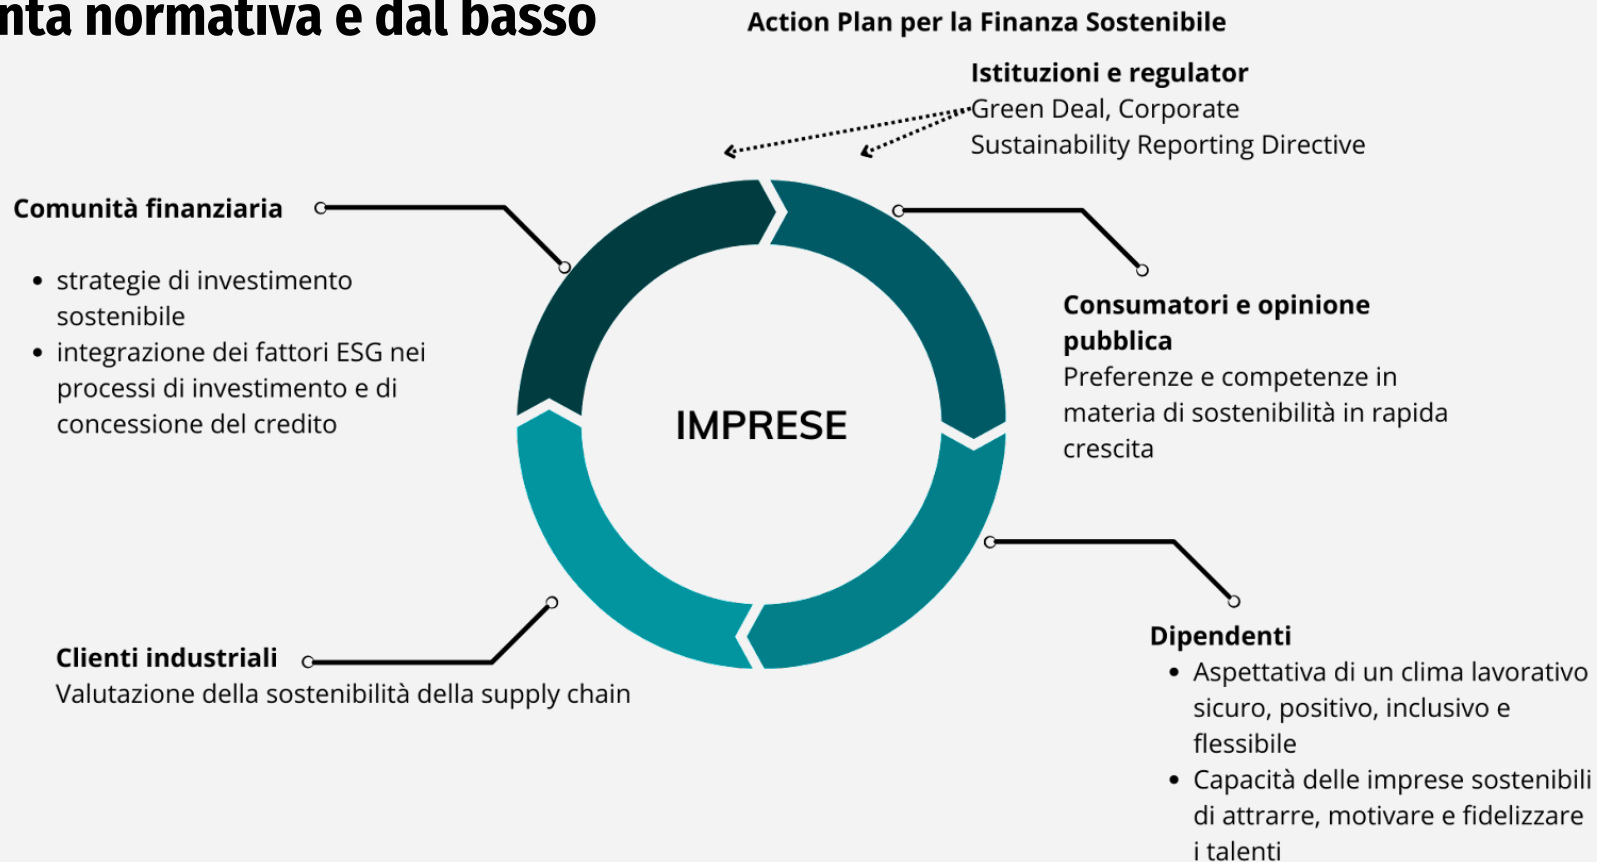 nta normativa e dal basso
Action Plan per la Finanza Sostenibile
Istituzioni e regulator
Green Deal, Corporate
Sustainability Reporting Directive
Comunità finanziaria
• strategie di investimento
sostenibile
• integrazione dei fattori ESG nei
processi di investimento e di
concessione del credito
Consumatori e opinione
pubblica
Preferenze e competenze in
materia di sostenibilità in rapida
crescita
IMPRESE
Clienti industriali
Valutazione della sostenibilità della supply chain
Dipendenti
• Aspettativa di un clima lavorativo
sicuro, positivo, inclusivo e
flessibile
• Capacità delle imprese sostenibili
di attrarre, motivare e fidelizzare
i talenti